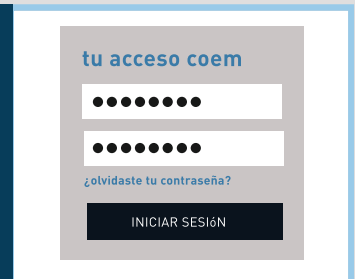 tu acceso coem
●●●●●●●●
●●●●●●●●
¿olvidaste tu contraseña?
INICIAR SESIóN